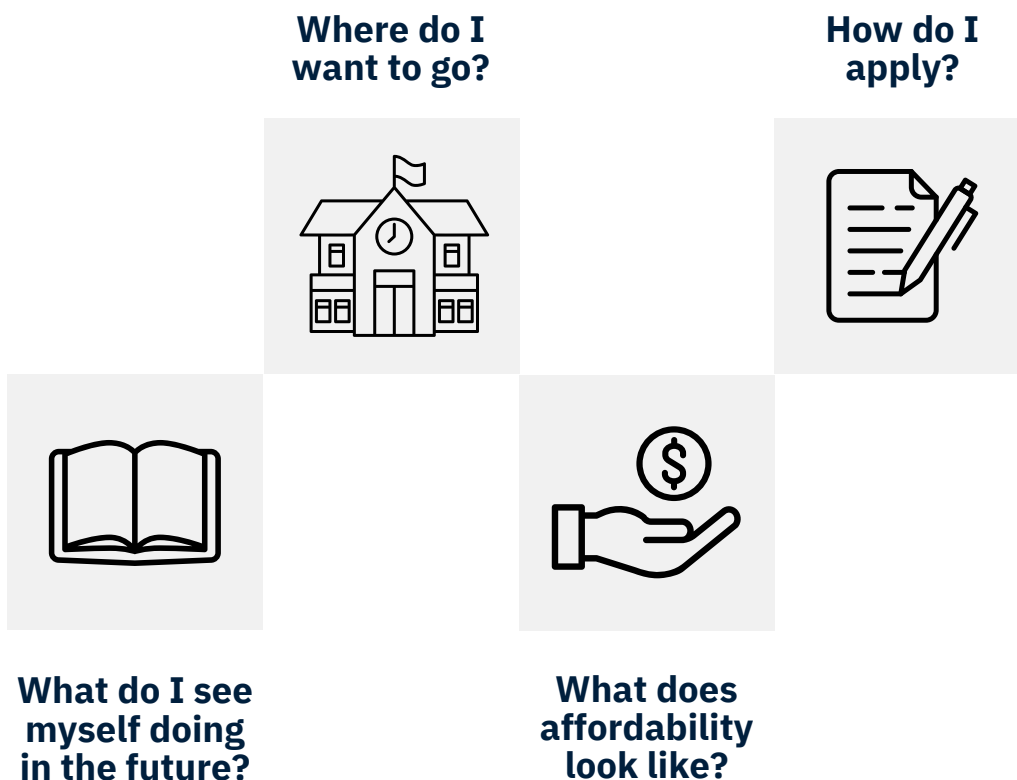 Where do I
want to go?
How do I
apply?
$
What do I see
myself doing
in the future?
What does
affordability
look like?